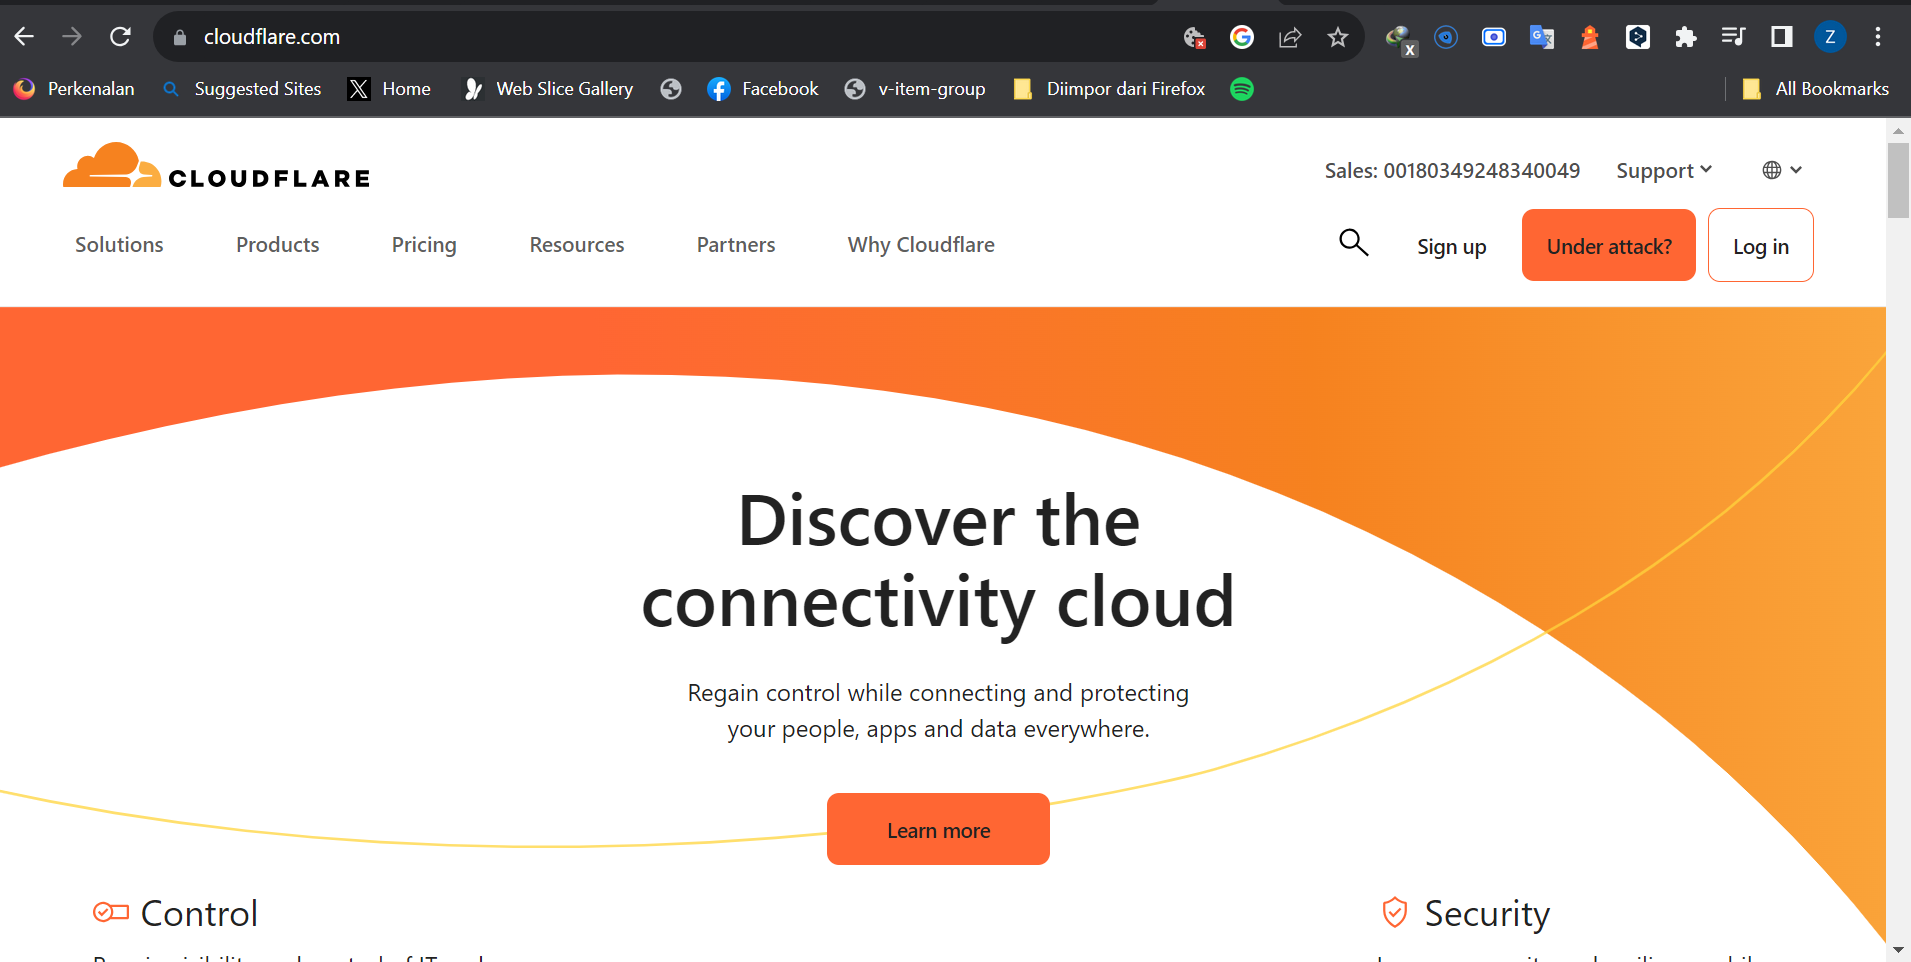 cloudflare.com
Perkenalan Suggested Sites Home Web Slice Gallery Facebook v-item-group Diimpor dari Firefox All Bookmarks
CLOUDFLARE
Sales: 00180349248340049 Support
Solutions Products Pricing Resources Partners Why Cloudflare Sign up Under attack? Log in
Discover the
connectivity cloud
Regain control while connecting and protecting
your people, apps and data everywhere.
Learn more
Control Security